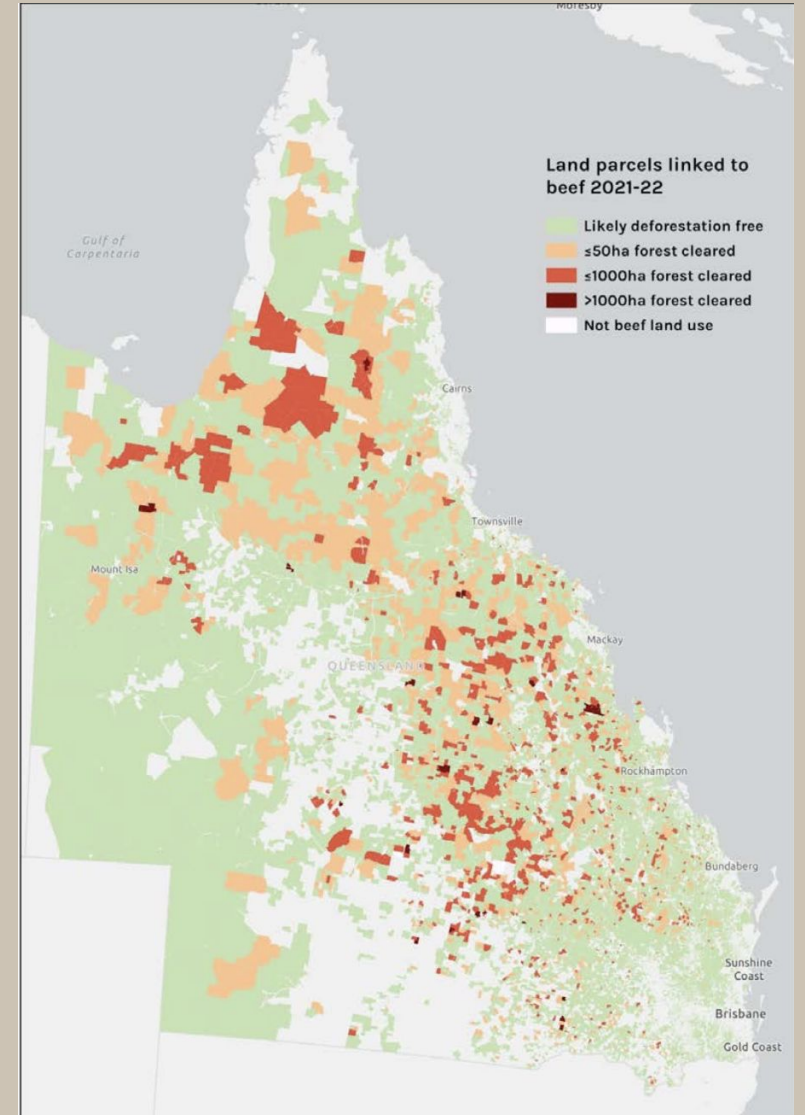 Moresby
Land parcels linked to
beef 2021-22
Likely deforestation free
≤50ha forest cleared
≤1000ha forest cleared
>1000ha forest cleared
Not beef land use
Gulf of
Carpentaria
Cairns
Townsville
Mount Isa
Mackay
QUEENSLAND
Rockhampton
Bundaberg
Sunshine
Coast
Brisbane
Gold Coast